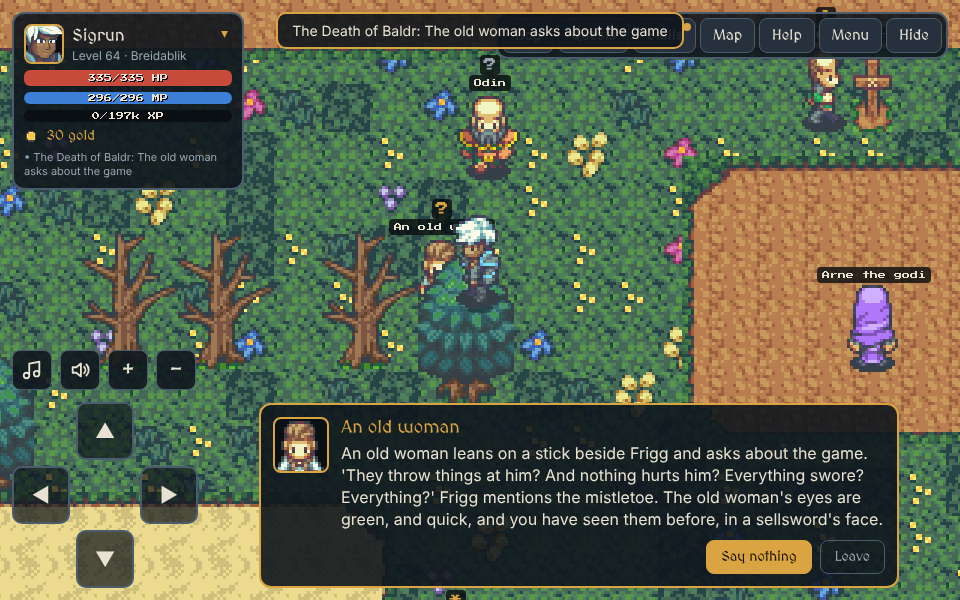 Sigrun
Level 64 · Breidablik
335/335 HP
296/296 MP
0/197k XP
30 gold
• The Death of Baldr: The old woman
asks about the game
The Death of Baldr: The old woman asks about the game
Map
Help
Menu
Hide
?
Odin
?
An old
Arne the godi
+
-
An old woman
An old woman leans on a stick beside Frigg and asks about the game.
'They throw things at him? And nothing hurts him? Everything swore?
Everything?' Frigg mentions the mistletoe. The old woman's eyes are
green, and quick, and you have seen them before, in a sellsword's face.
Say nothing
Leave